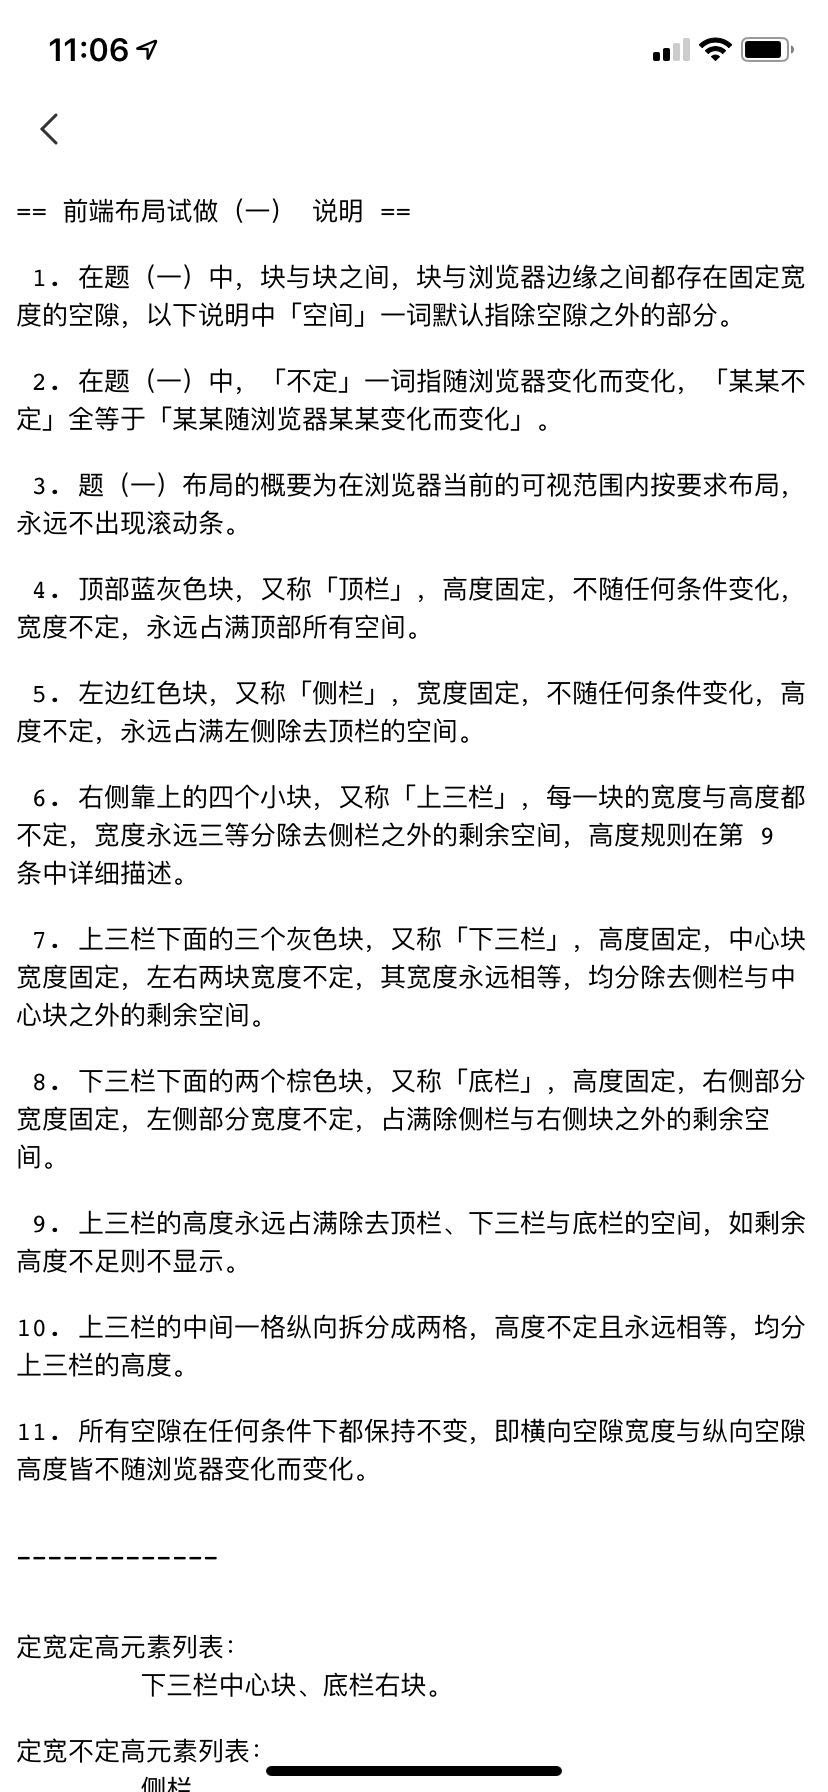 11:06
== 前端布局试做（一） 说明 ==
1. 在题（一）中，块与块之间，块与浏览器边缘之间都存在固定宽
度的空隙，以下说明中「空间」一词默认指除空隙之外的部分。
2. 在题（一）中，「不定」一词指随浏览器变化而变化，「某某不
定」全等于「某某随浏览器某某变化而变化」。
3. 题（一）布局的概要为在浏览器当前的可视范围内按要求布局，
永远不出现滚动条。
4. 顶部蓝灰色块，又称「顶栏」，高度固定，不随任何条件变化，
宽度不定，永远占满顶部所有空间。
5. 左边红色块，又称「侧栏」，宽度固定，不随任何条件变化，高
度不定，永远占满左侧除去顶栏的空间。
6. 右侧靠上的四个小块，又称「上三栏」，每一块的宽度与高度都
不定，宽度永远三等分除去侧栏之外的剩余空间，高度规则在第 9
条中详细描述。
7. 上三栏下面的三个灰色块，又称「下三栏」，高度固定，中心块
宽度固定，左右两块宽度不定，其宽度永远相等，均分除去侧栏与中
心块之外的剩余空间。
8. 下三栏下面的两个棕色块，又称「底栏」，高度固定，右侧部分
宽度固定，左侧部分宽度不定，占满除侧栏与右侧块之外的剩余空
间。
9. 上三栏的高度永远占满除去顶栏、下三栏与底栏的空间，如剩余
高度不足则不显示。
10. 上三栏的中间一格纵向拆分成两格，高度不定且永远相等，均分
上三栏的高度。
11. 所有空隙在任何条件下都保持不变，即横向空隙宽度与纵向空隙
高度皆不随浏览器变化而变化。
-------------
定宽定高元素列表：
下三栏中心块、底栏右块。
定宽不定高元素列表：
侧栏